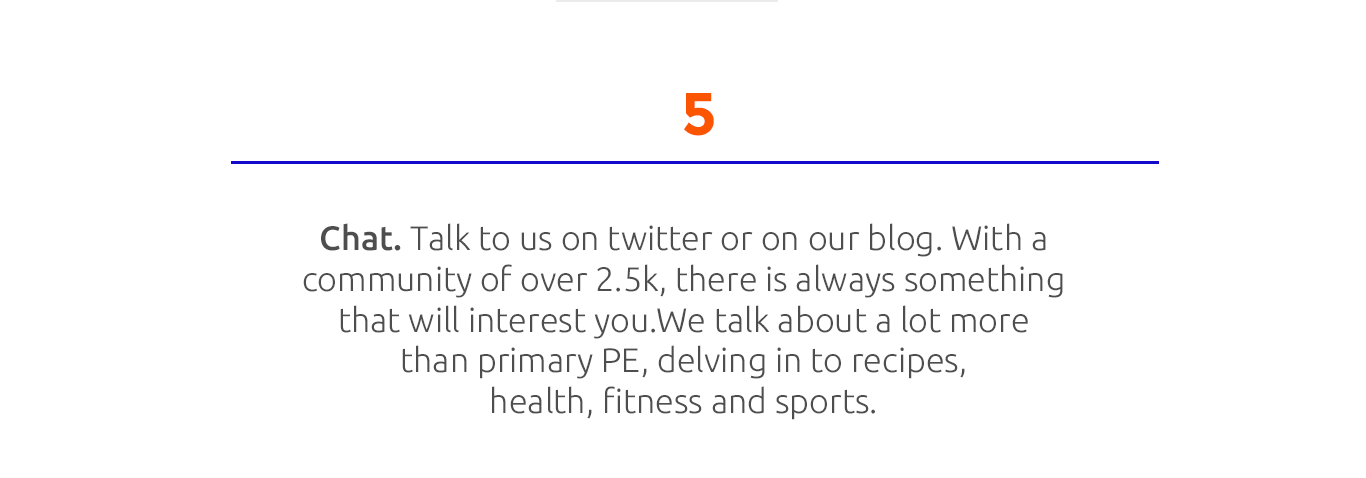 5
Chat. Talk to us on twitter or on our blog. With a
community of over 2.5k, there is always something
that will interest you.We talk about a lot more
than primary PE, delving in to recipes,
health, fitness and sports.